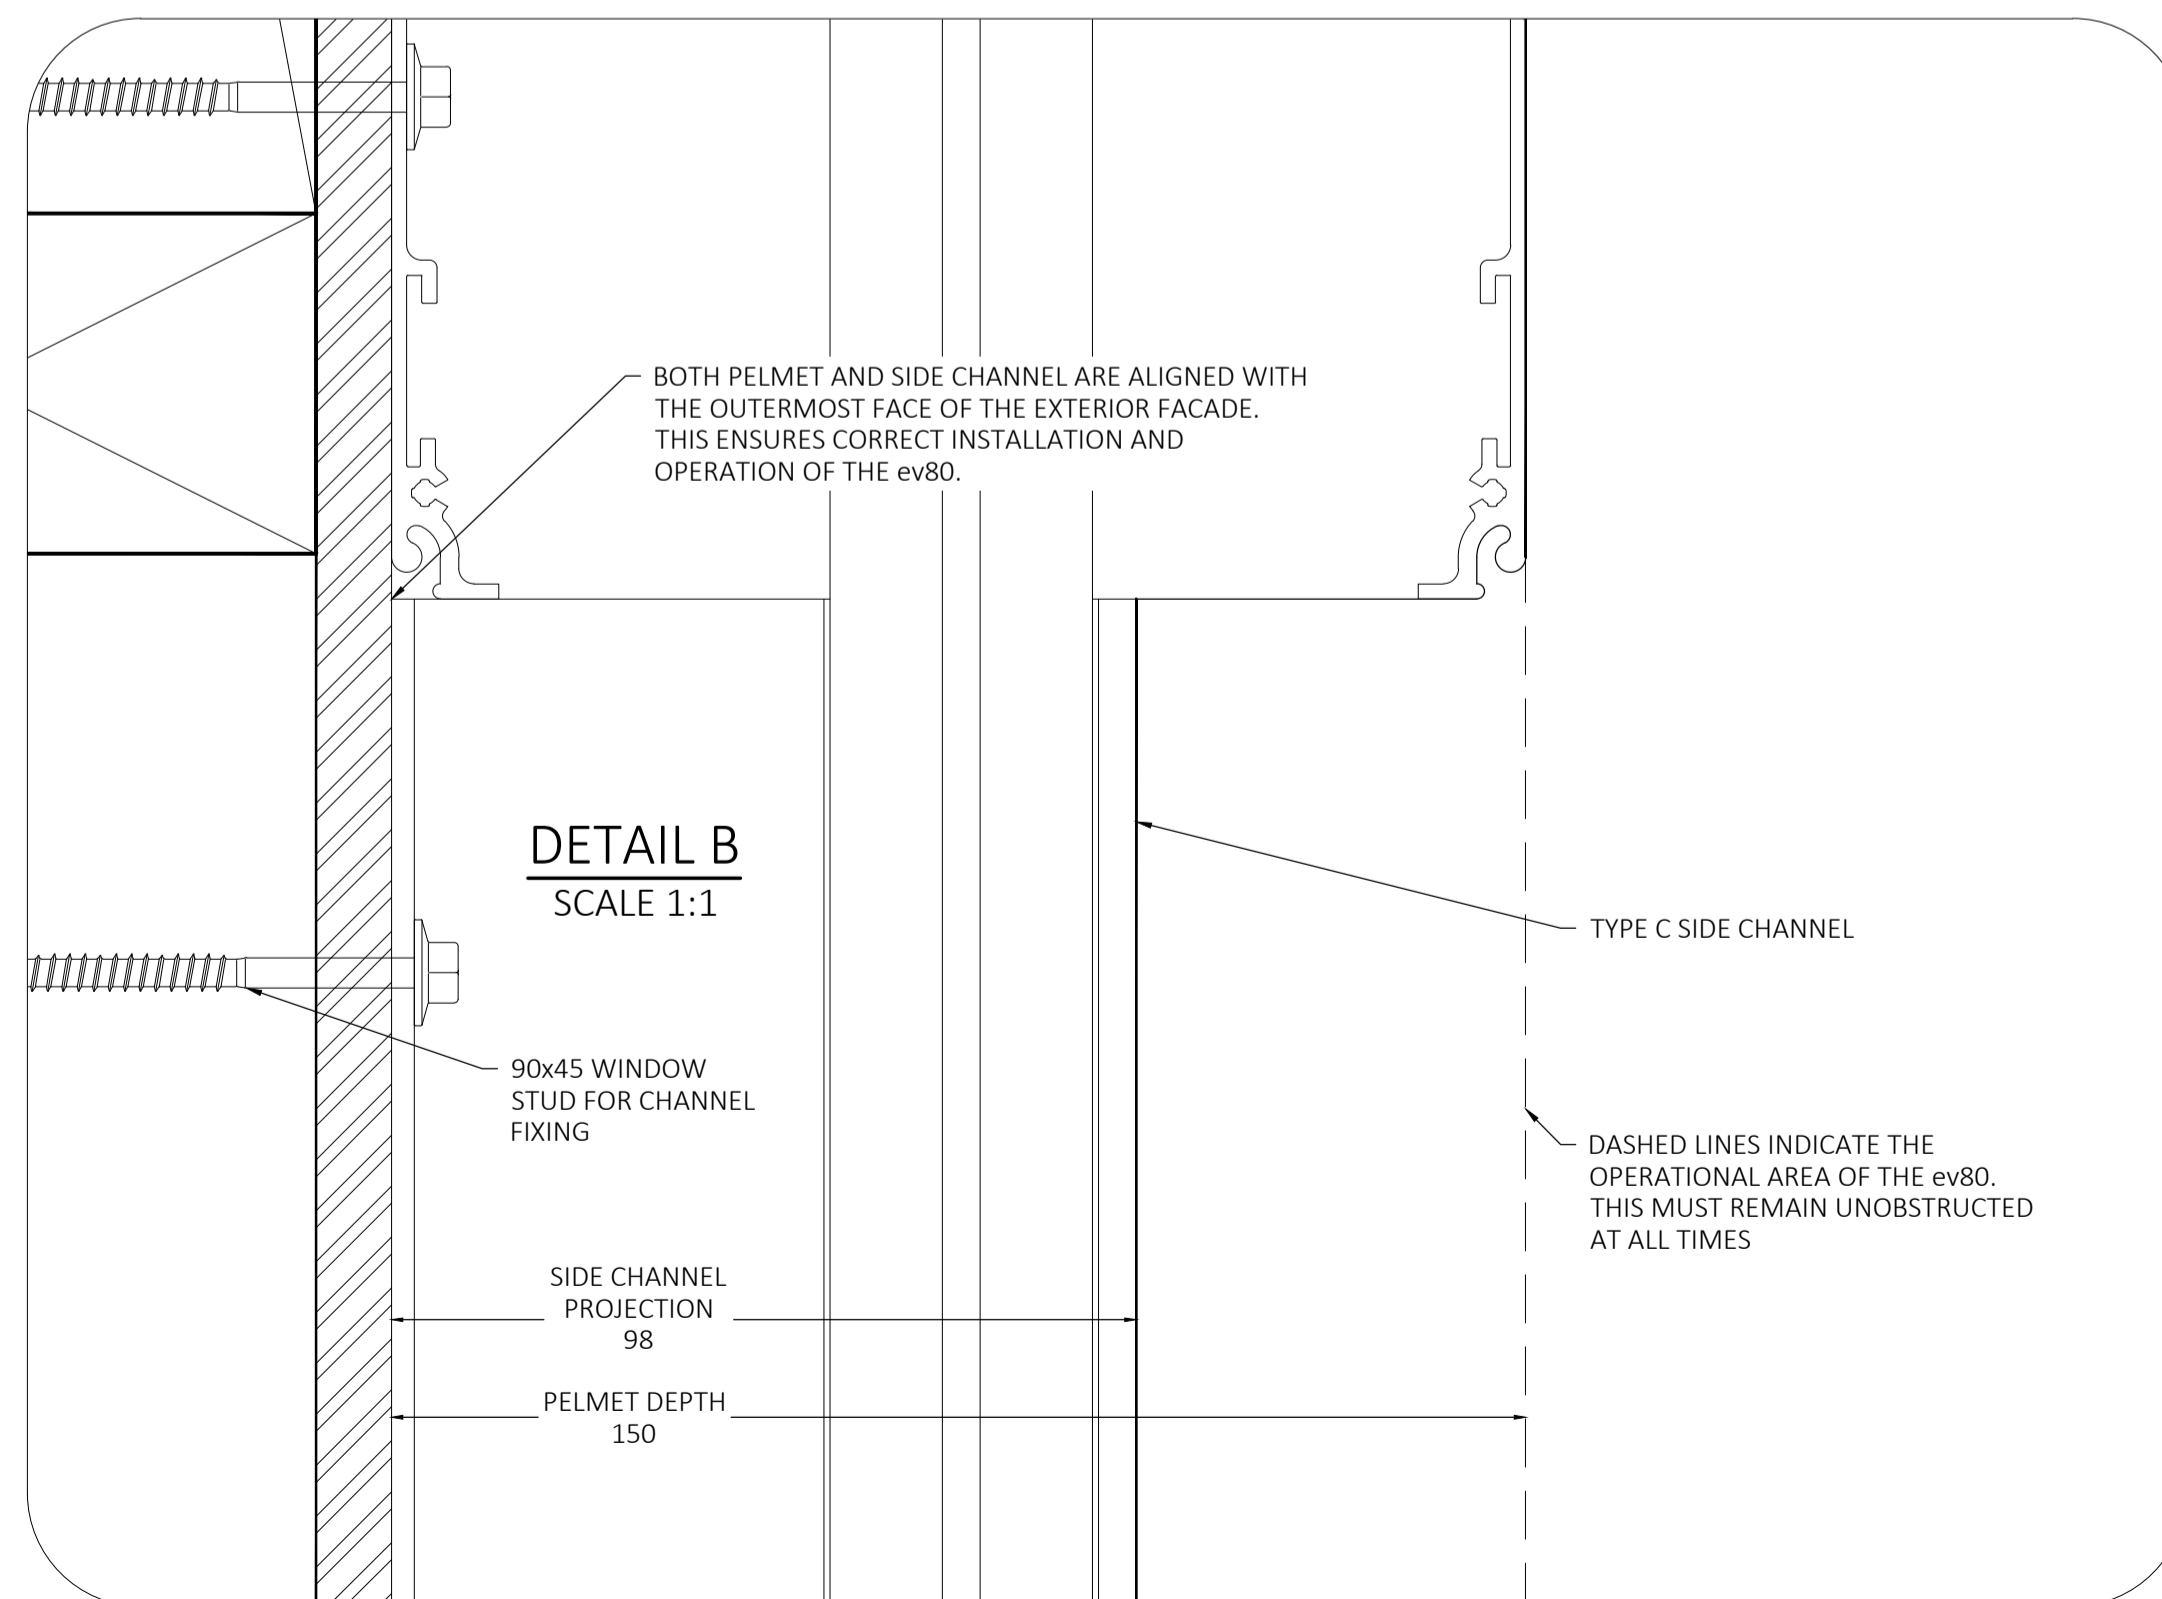 BOTH PELMET AND SIDE CHANNEL ARE ALIGNED WITH
THE OUTERMOST FACE OF THE EXTERIOR FACADE.
THIS ENSURES CORRECT INSTALLATION AND
OPERATION OF THE ev80.
DETAIL B
SCALE 1:1
TYPE C SIDE CHANNEL
90x45 WINDOW
STUD FOR CHANNEL
FIXING
DASHED LINES INDICATE THE
OPERATIONAL AREA OF THE ev80.
THIS MUST REMAIN UNOBSTRUCTED
AT ALL TIMES
SIDE CHANNEL
PROJECTION
98
PELMET DEPTH
150